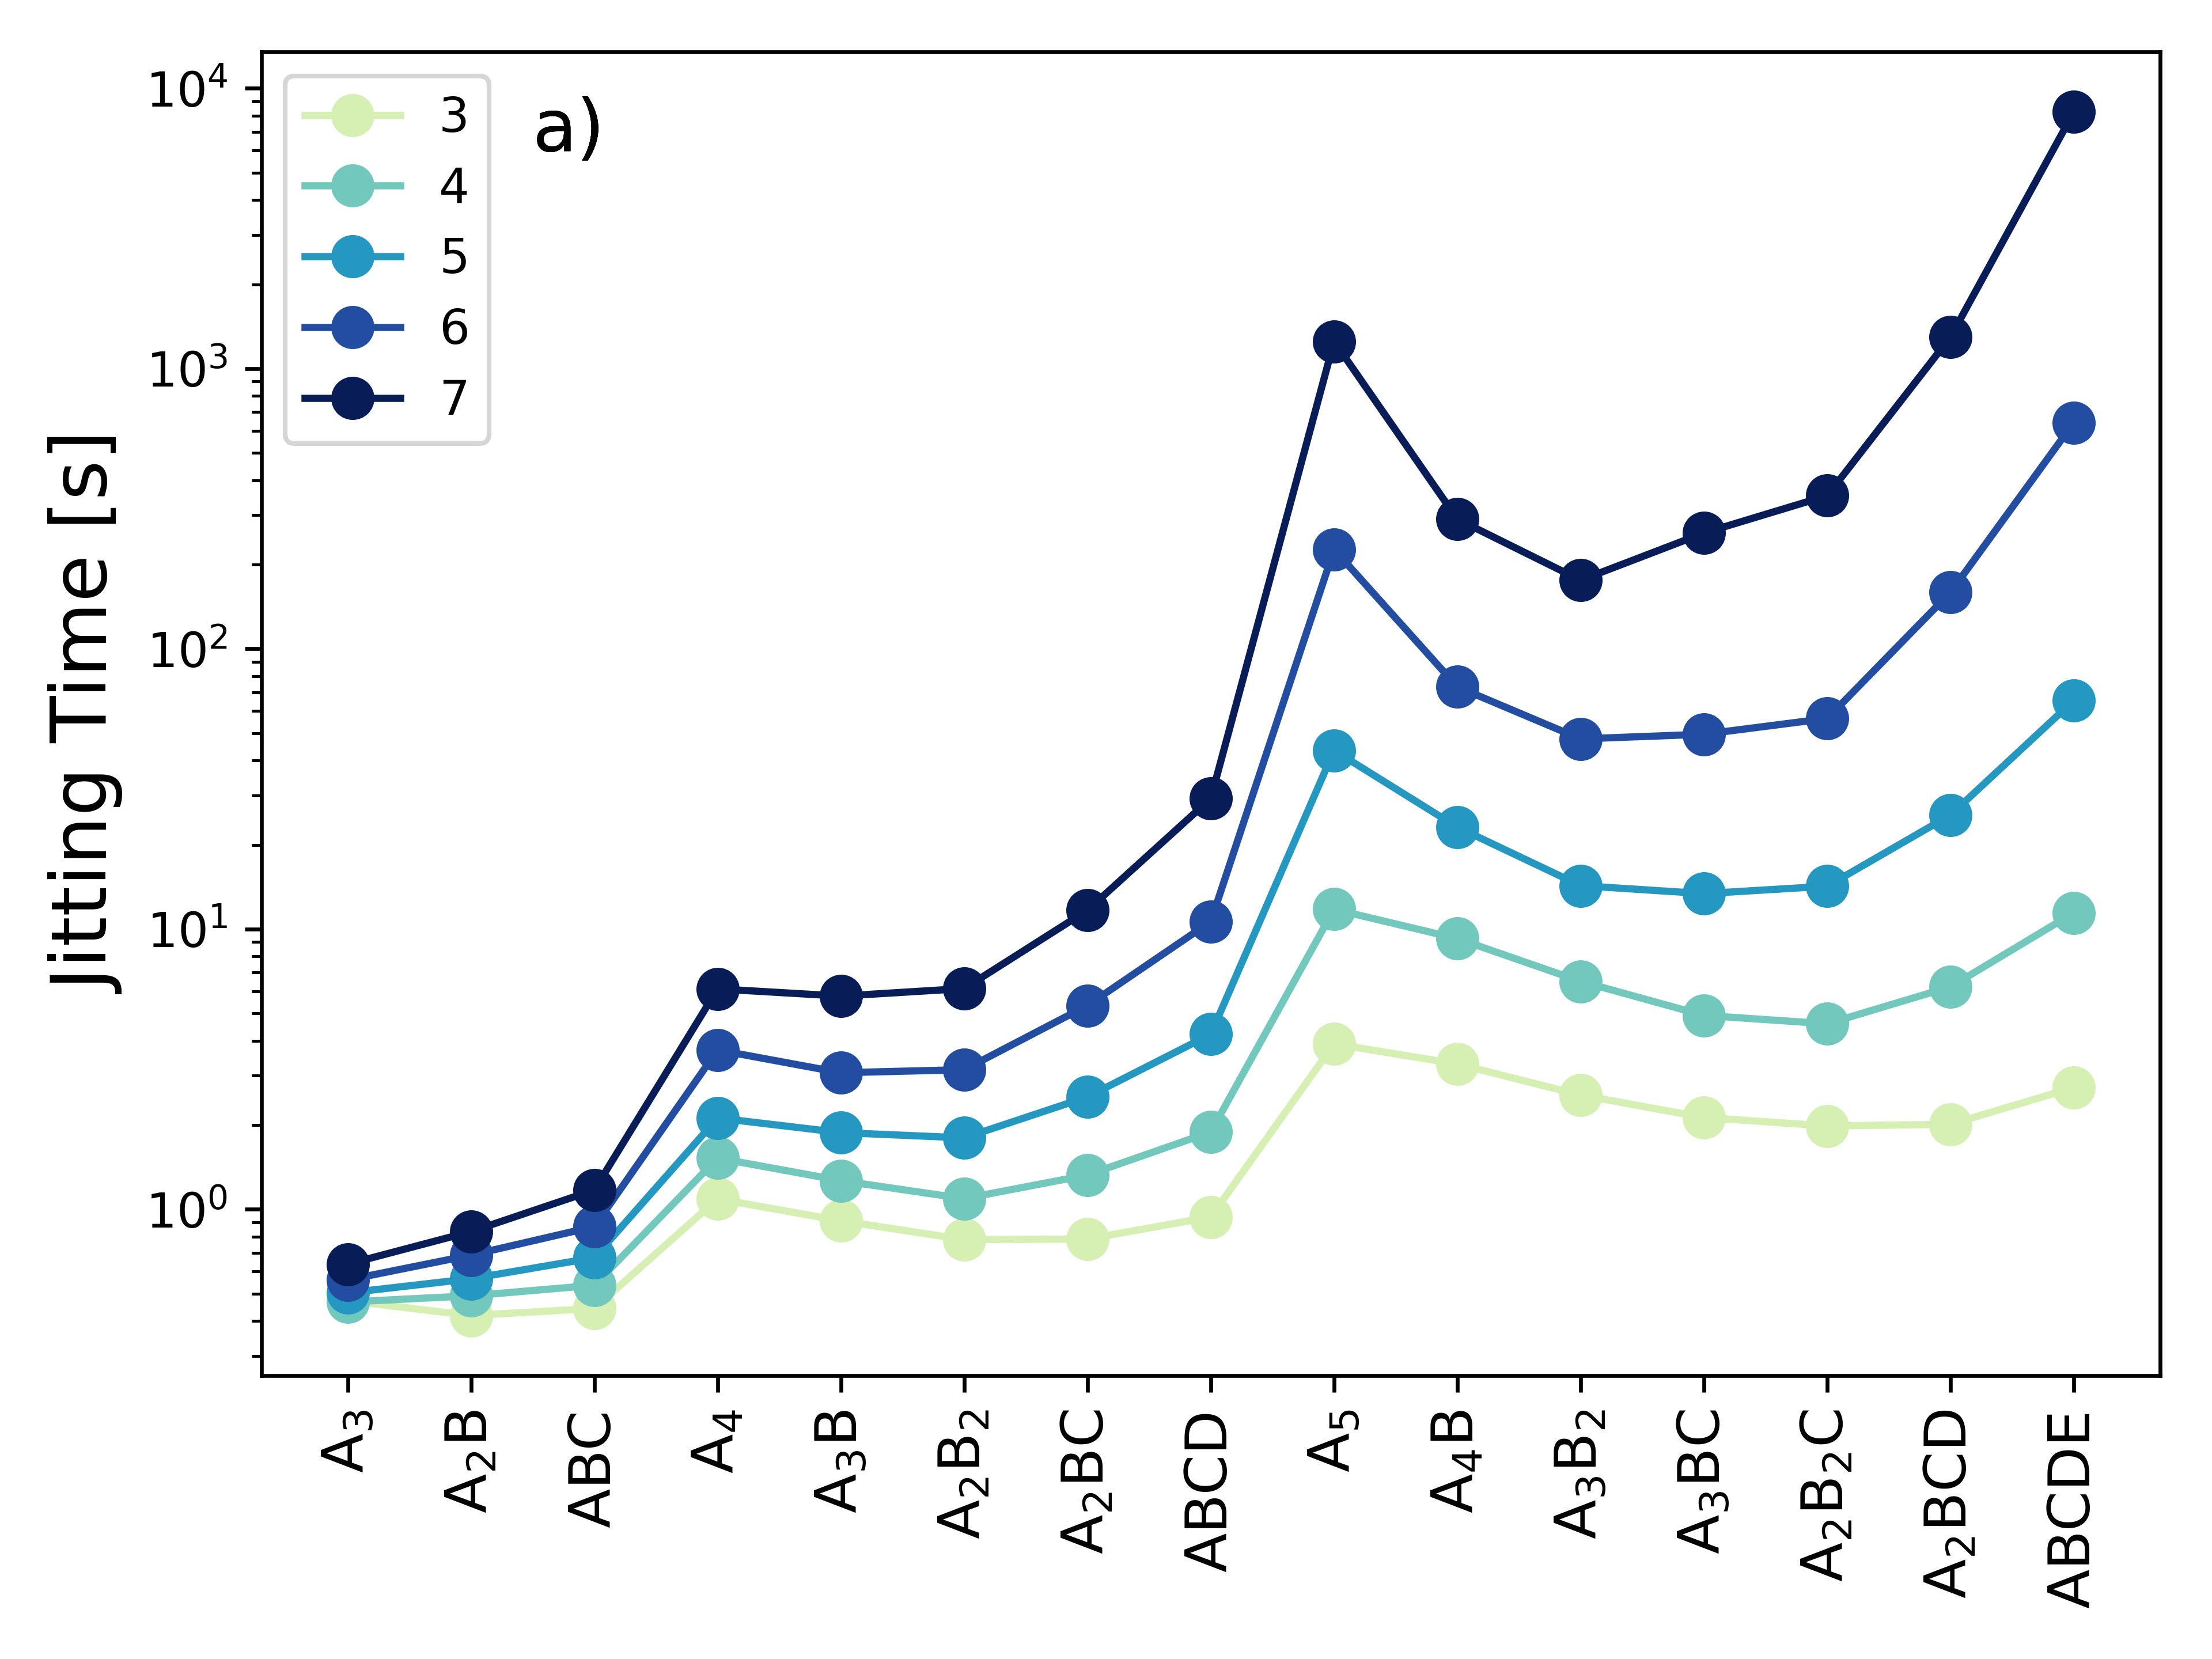 a)
3
4
5
6
7
Jitting Time [s]
10⁴
10³
10²
10¹
10⁰
A₃
A₂B
ABC
A₄
A₃B
A₂B₂
A₂BC
ABCD
A₅
A₄B
A₃B₂
A₃BC
A₂B₂C
A₂BCD
ABCDE